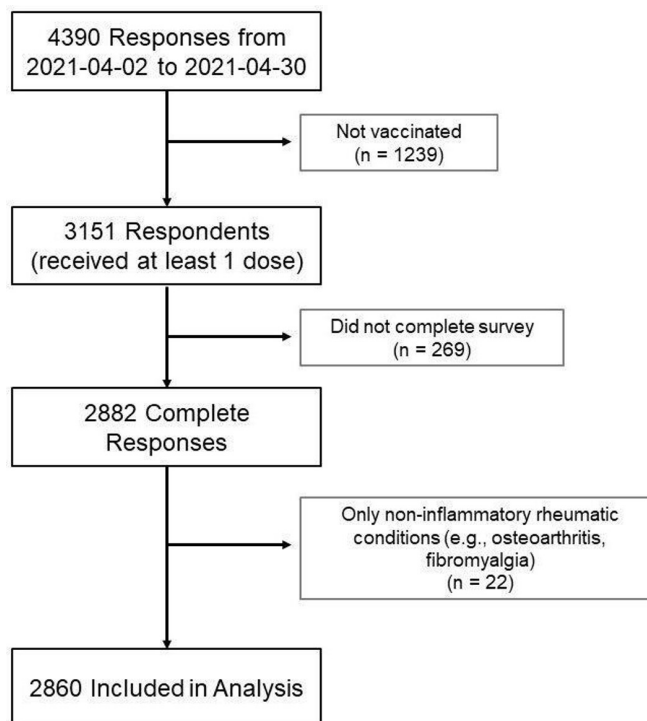 4390 Responses from
2021-04-02 to 2021-04-30
Not vaccinated
(n = 1239)
3151 Respondents
(received at least 1 dose)
Did not complete survey
(n = 269)
2882 Complete
Responses
Only non-inflammatory rheumatic
conditions (e.g., osteoarthritis,
fibromyalgia)
(n = 22)
2860 Included in Analysis